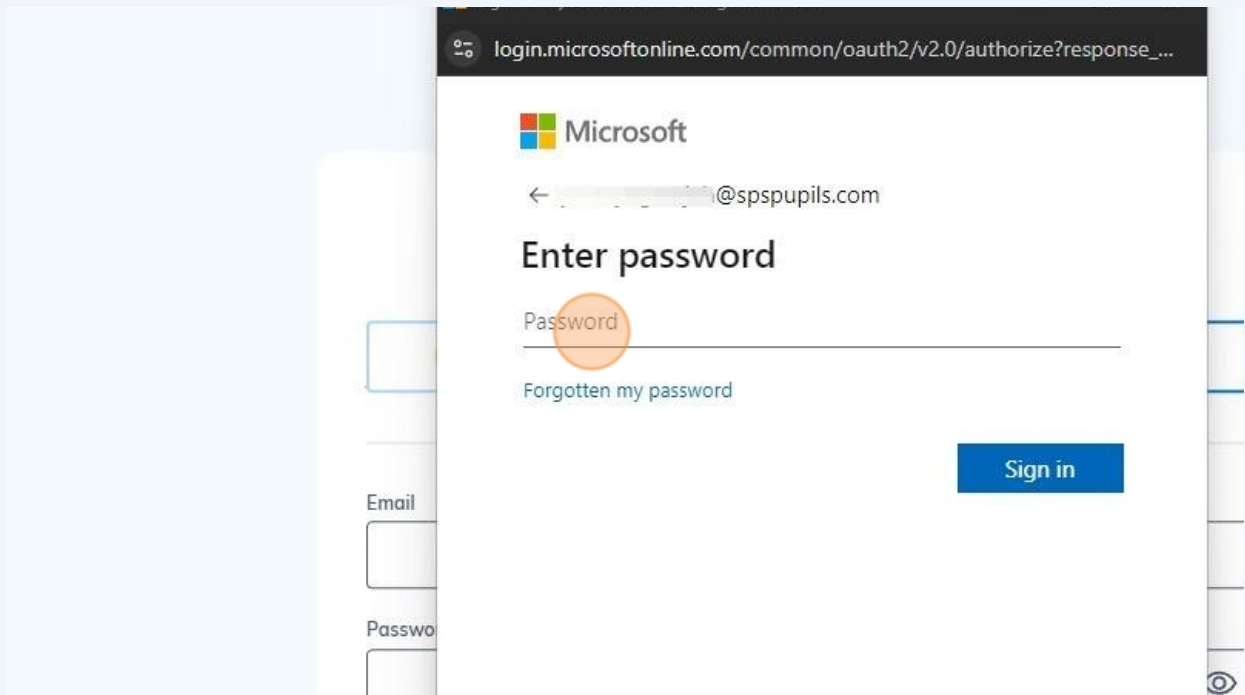 login.microsoftonline.com/common/oauth2/v2.0/authorize?response_...
Microsoft
@spspupils.com
Enter password
Password
Forgotten my password
Sign in
Email
Passwo